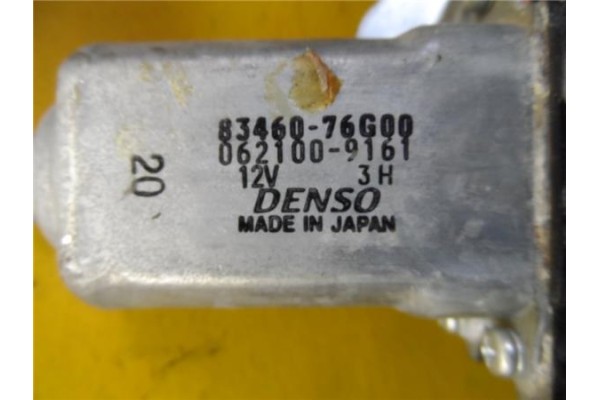 83460-76G00
062100-9161
12V 3H
DENSO
MADE IN JAPAN
20